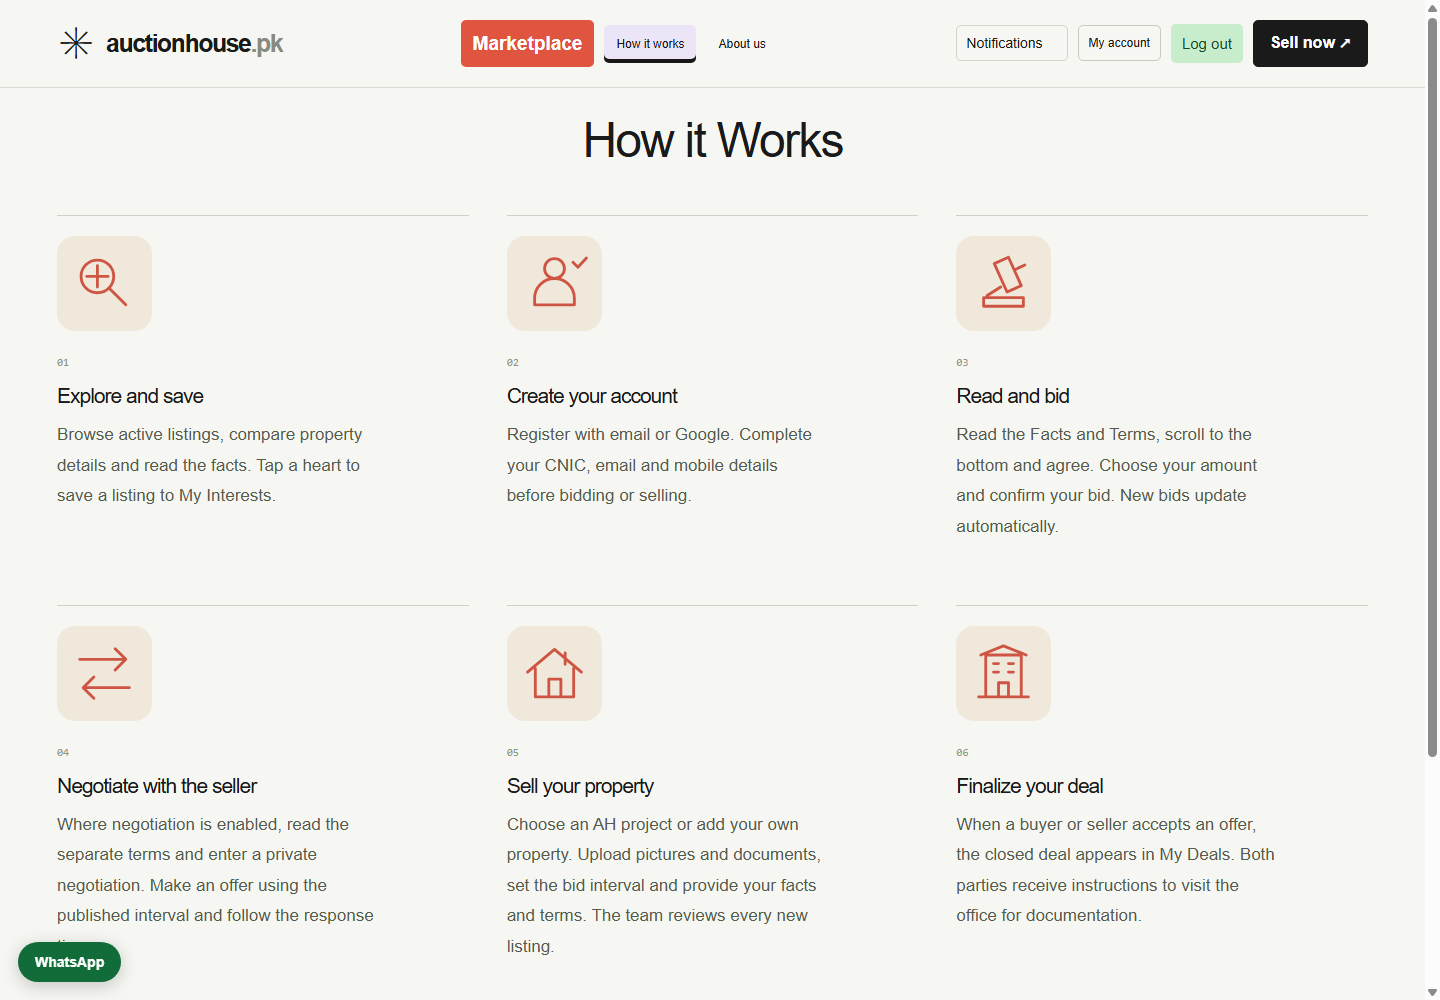 auctionhouse.pk
Marketplace
How it works
About us
Notifications
My account
Log out
Sell now ↗
How it Works
01
Explore and save
Browse active listings, compare property
details and read the facts. Tap a heart to
save a listing to My Interests.
02
Create your account
Register with email or Google. Complete
your CNIC, email and mobile details
before bidding or selling.
03
Read and bid
Read the Facts and Terms, scroll to the
bottom and agree. Choose your amount
and confirm your bid. New bids update
automatically.
04
Negotiate with the seller
Where negotiation is enabled, read the
separate terms and enter a private
negotiation. Make an offer using the
published interval and follow the response
05
Sell your property
Choose an AH project or add your own
property. Upload pictures and documents,
set the bid interval and provide your facts
and terms. The team reviews every new
listing.
06
Finalize your deal
When a buyer or seller accepts an offer,
the closed deal appears in My Deals. Both
parties receive instructions to visit the
office for documentation.
WhatsApp